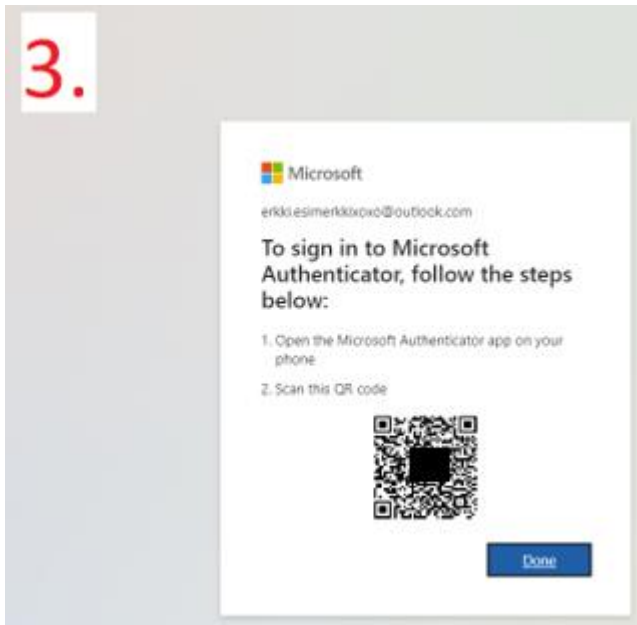 3.
Microsoft
erkki.esimerkkixoxo@outlook.com
To sign in to Microsoft
Authenticator, follow the steps
below:
1. Open the Microsoft Authenticator app on your
phone
2. Scan this QR code
Done